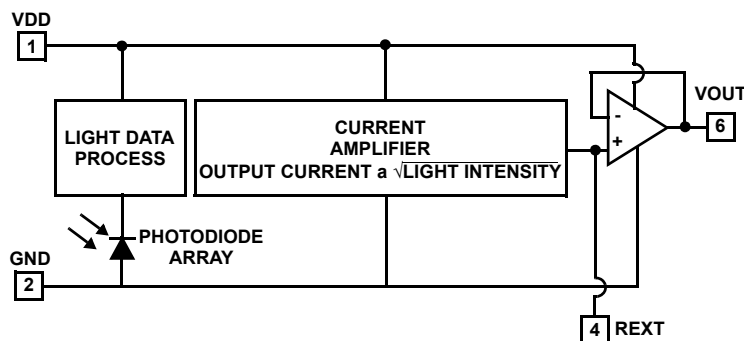 VDD
1
LIGHT DATA
PROCESS
CURRENT
AMPLIFIER
OUTPUT CURRENT a √LIGHT INTENSITY
-
+
VOUT
6
PHOTODIODE
ARRAY
GND
2
4
REXT